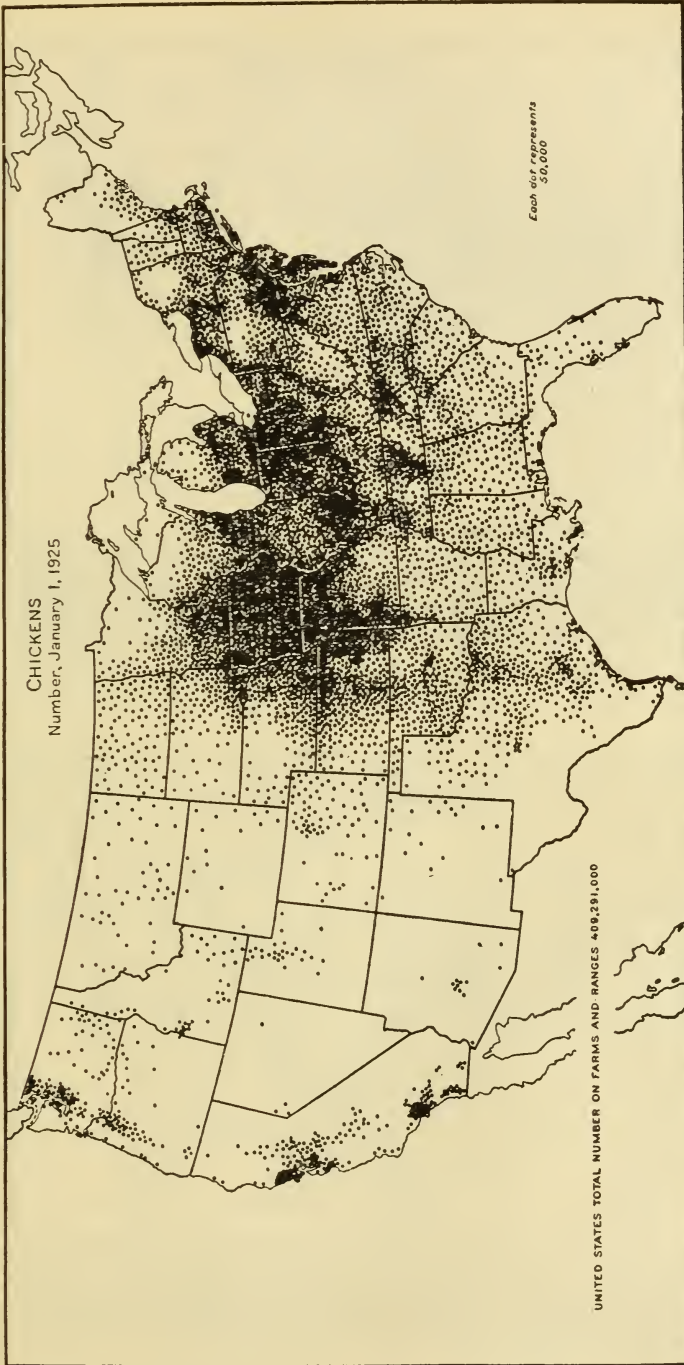 CHICKENS
Number, January 1, 1925
Each dot represents
50,000
UNITED STATES TOTAL NUMBER ON FARMS AND RANGES 409,291,000